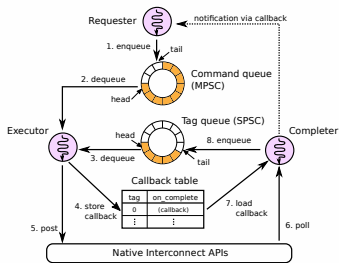 Requester
notification via callback
1. enqueue
tail
2. dequeue
Command queue
(MPSC)
head
Tag queue (SPSC)
Executor
head
8. enqueue
Completer
3. dequeue
tail
Callback table
tag on_complete
0 (callback)
4. store
callback
7. load
callback
5. post
6. poll
Native Interconnect APIs